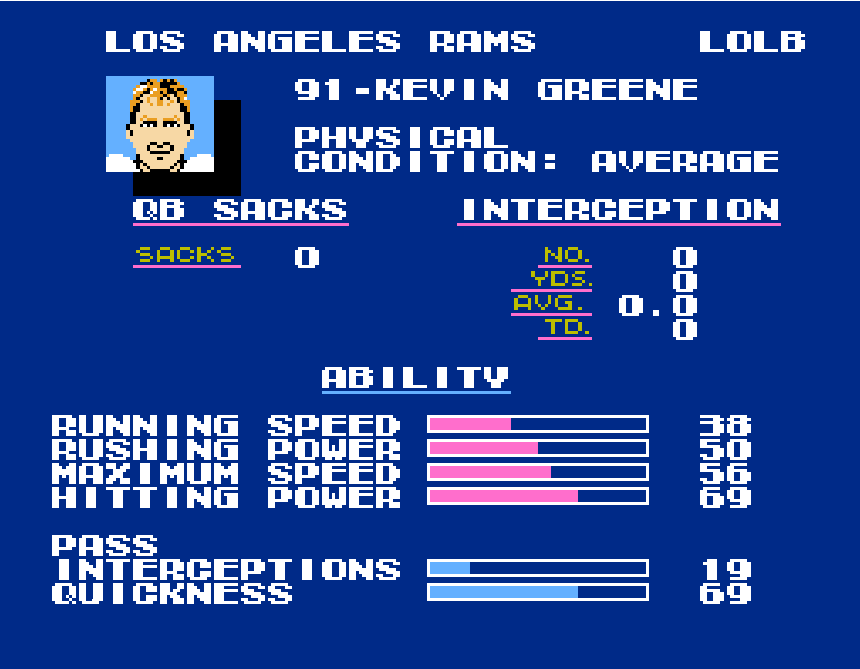 LOS ANGELES RAMS LOLB
91-KEVIN GREENE
PHYSICAL
CONDITION: AVERAGE
QB SACKS INTERCEPTION
SACKS 0 NO. 0
YDS. 0
AVG. 0.0
TD. 0
ABILITY
RUNNING SPEED 38
RUSHING POWER 50
MAXIMUM SPEED 56
HITTING POWER 69
PASS
INTERCEPTIONS 19
QUICKNESS 69